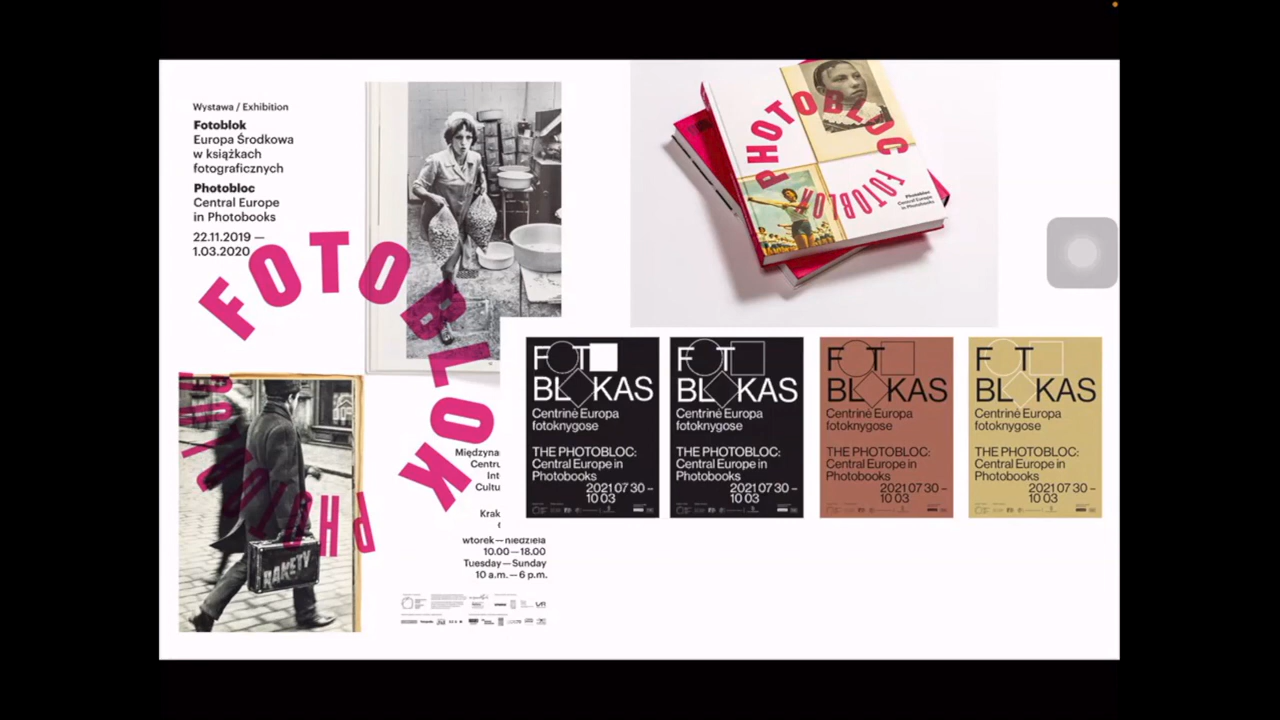 Wystawa / Exhibition
Fotoblok
Europa Środkowa
w książkach
fotograficznych
Photobloc
Central Europe
in Photobooks
22.11.2019 —
1.03.2020
FOTOBLOK
PHOTOBLOC
RAKETY
Międzyna
Centru
Int
Cultu
Krak
wtorek — niedziela
10.00 — 18.00
Tuesday — Sunday
10 a.m. — 6 p.m.
PHOTOBLOC
FOTOBLOK
Photobloc
Central Europe
in Photobooks
F T
BL KAS
Centrinė Europa
fotoknygose
THE PHOTOBLOC:
Central Europe in
Photobooks
2021 07 30 –
10 03
F T
BL KAS
Centrinė Europa
fotoknygose
THE PHOTOBLOC:
Central Europe in
Photobooks
2021 07 30 –
10 03
F T
BL KAS
Centrinė Europa
fotoknygose
THE PHOTOBLOC:
Central Europe in
Photobooks
2021 07 30 –
10 03
F T
BL KAS
Centrinė Europa
fotoknygose
THE PHOTOBLOC:
Central Europe in
Photobooks
2021 07 30 –
10 03